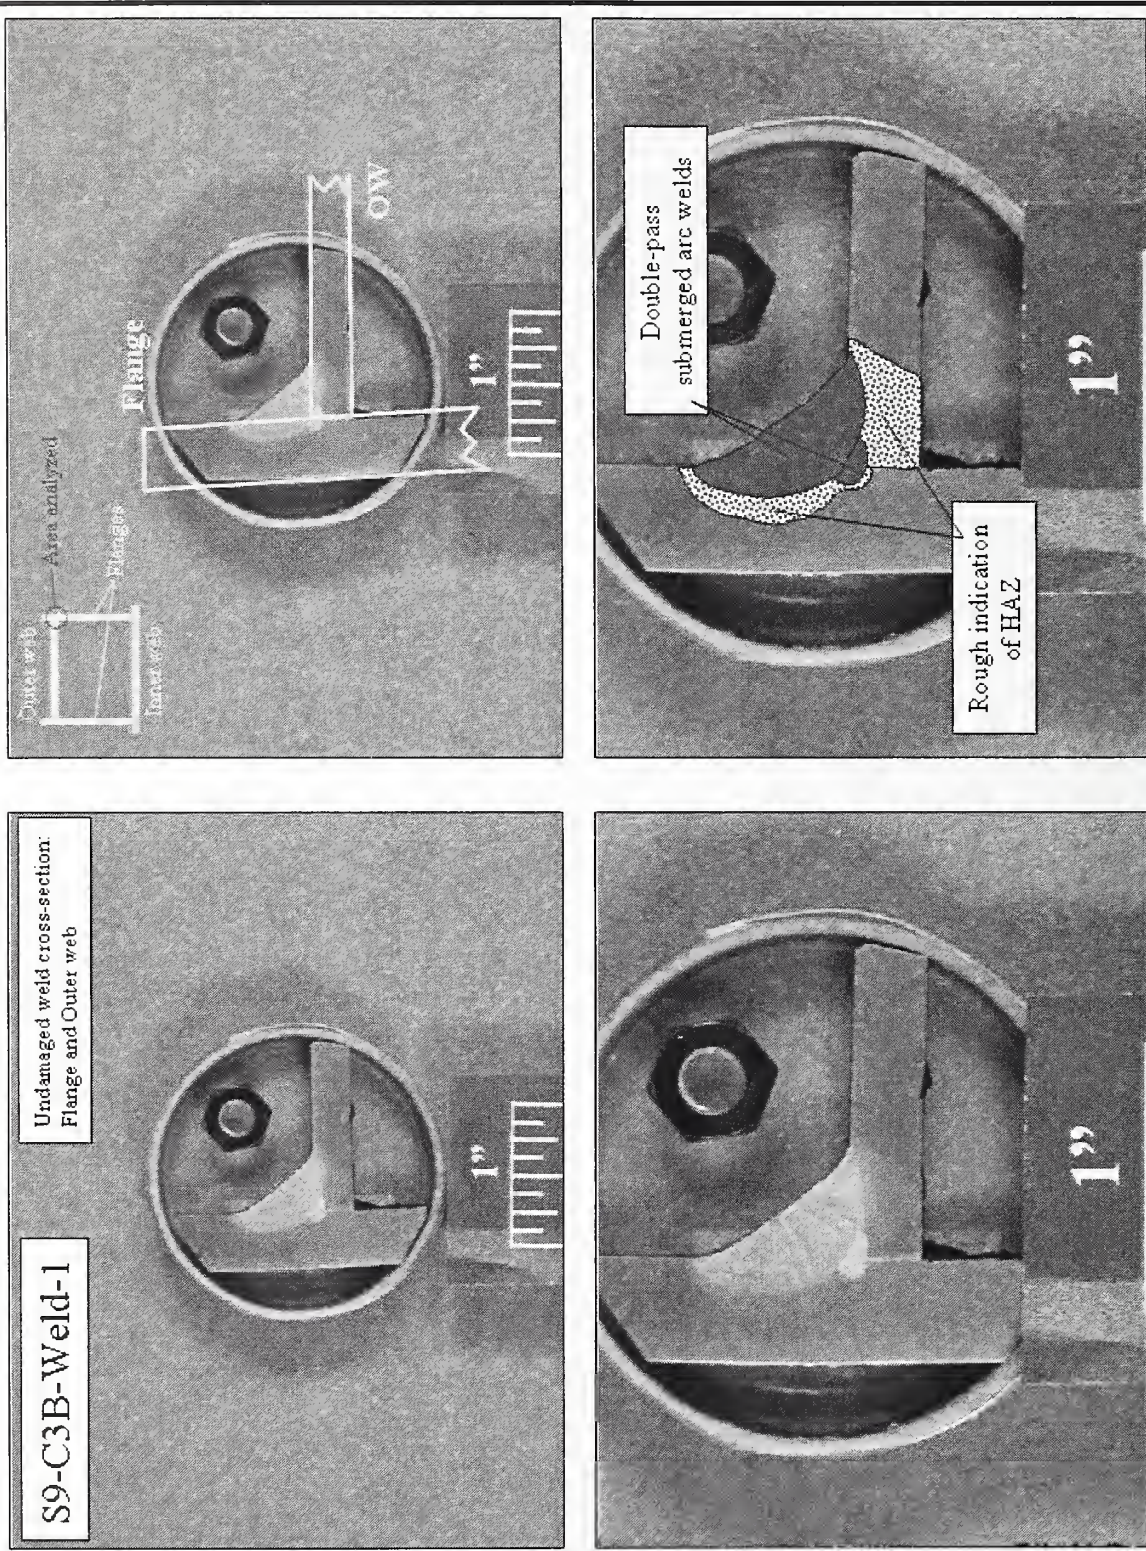 S9-C3B-Weld-1
Undamaged weld cross-section:
Flange and Outer web
1”
Outer web
Area analyzed
Flanges
Inner web
Flange
OW
1”
1”
Double-pass
submerged arc welds
Rough indication
of HAZ
1”